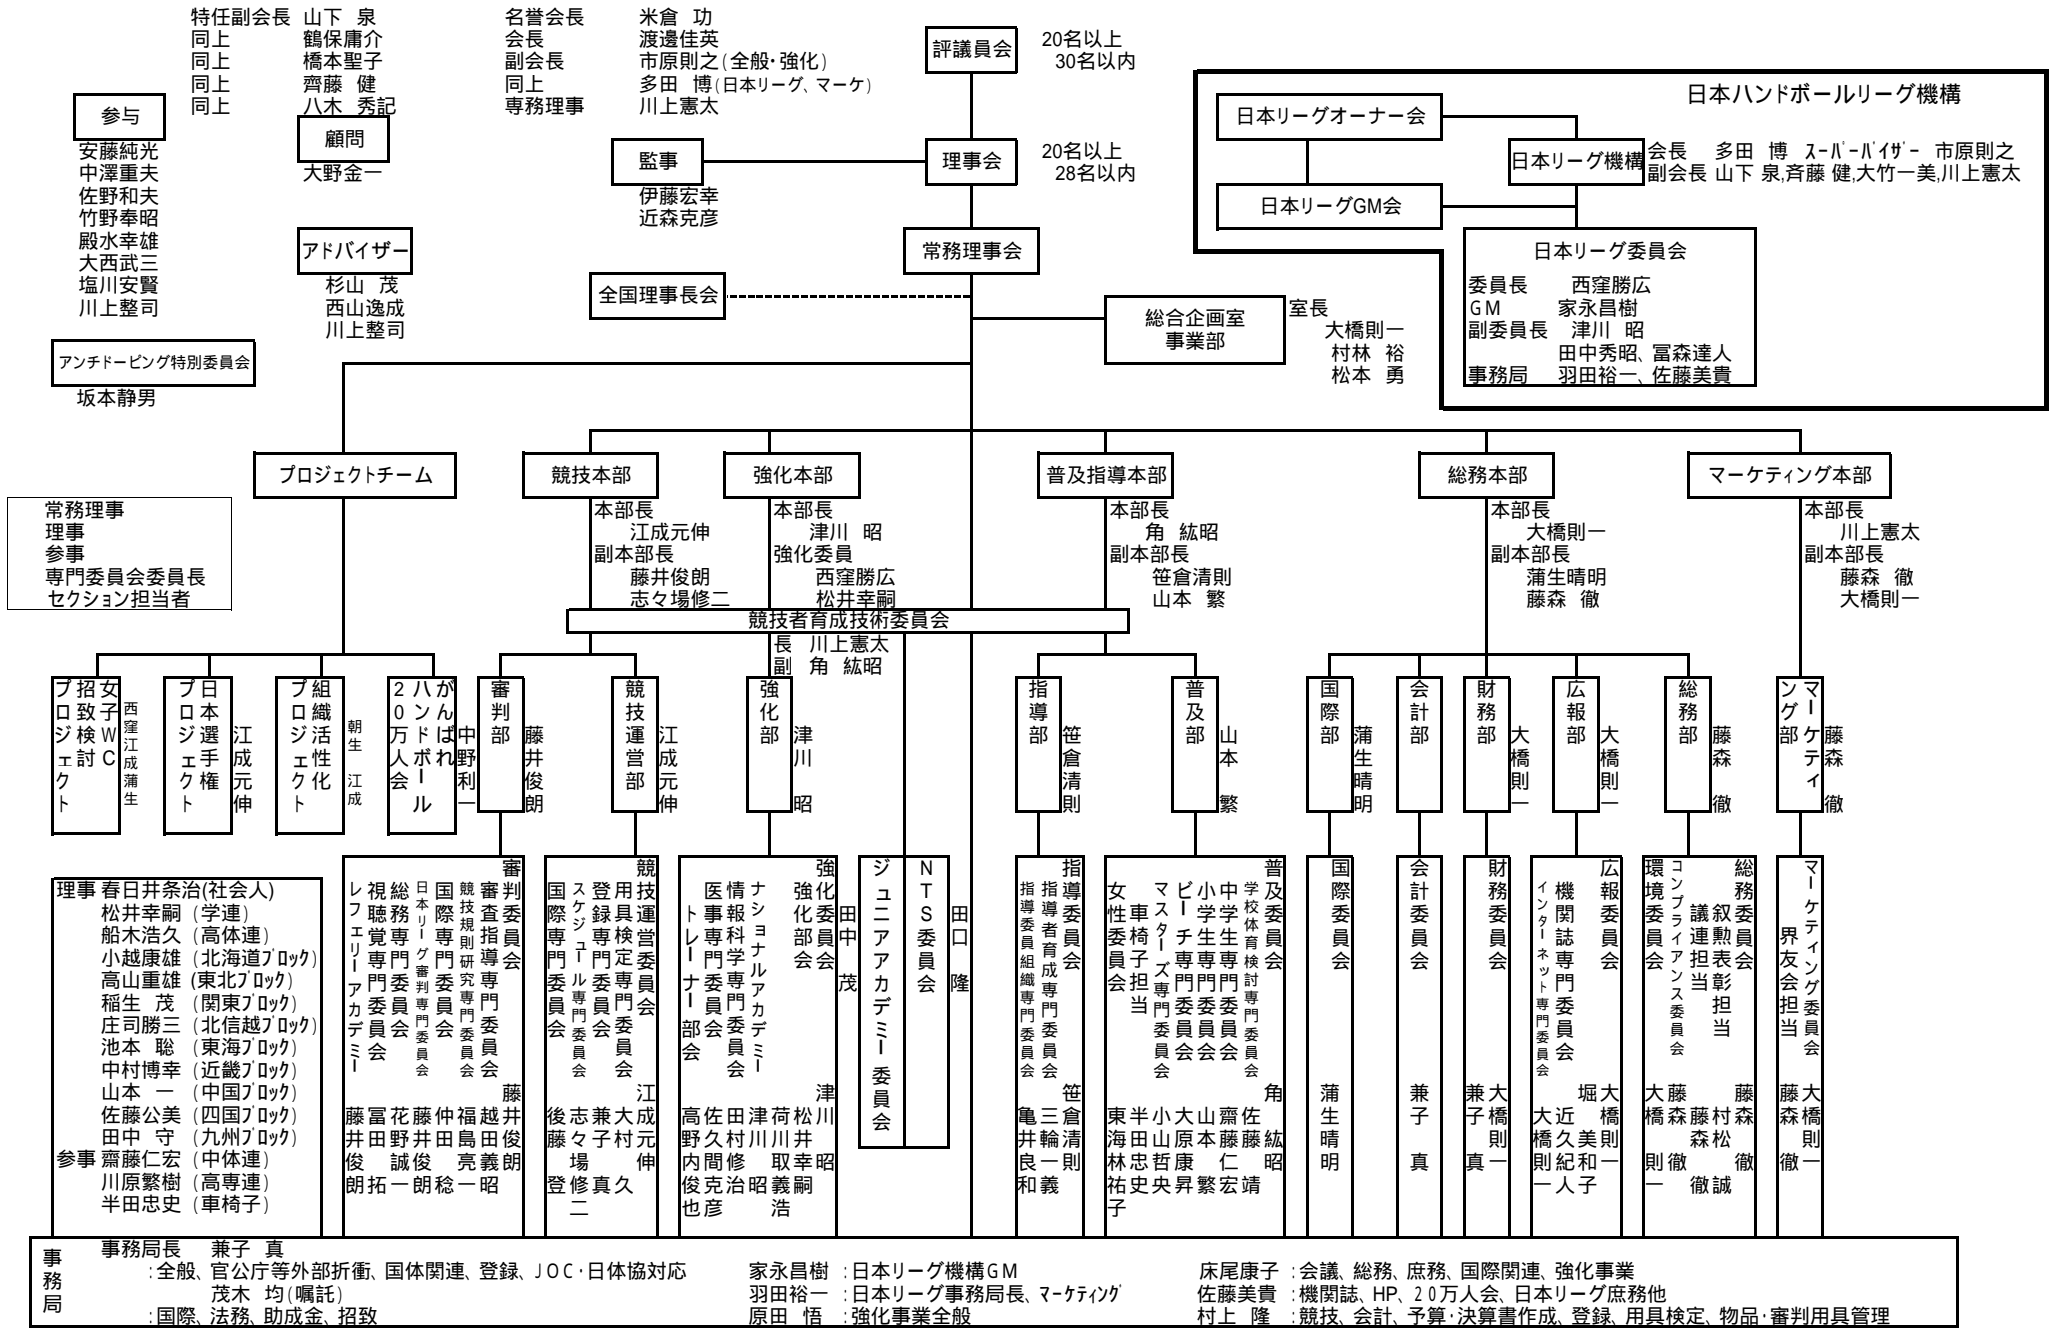 特任副会長 山下 泉
同上 鶴保庸介
同上 橋本聖子
同上 齊藤 健
同上 八木 秀記
名誉会長 米倉 功
会長 渡邊佳英
副会長 市原則之(全般・強化)
同上 多田 博(日本リーグ、マーケ)
専務理事 川上憲太
評議員会
20名以上
30名以内
参与
安藤純光
中澤重夫
佐野和夫
竹野奉昭
殿水幸雄
大西武三
塩川安賢
川上整司
顧問
大野金一
監事
伊藤宏幸
近森克彦
理事会
20名以上
28名以内
アドバイザー
杉山 茂
西山逸成
川上整司
常務理事会
全国理事長会
総合企画室
事業部
室長
大橋則一
村林 裕
松本 勇
アンチドーピング特別委員会
坂本静男
日本ハンドボールリーグ機構
日本リーグオーナー会
日本リーグ機構
会長 多田 博 スーパーバイザー 市原則之
副会長 山下 泉,斉藤 健,大竹一美,川上憲太
日本リーグGM会
日本リーグ委員会
委員長 西窪勝広
GM 家永昌樹
副委員長 津川 昭
田中秀昭、冨森達人
事務局 羽田裕一、佐藤美貴
プロジェクトチーム
競技本部
本部長
江成元伸
副本部長
藤井俊朗
志々場修二
強化本部
本部長
津川 昭
強化委員
西窪勝広
松井幸嗣
普及指導本部
本部長
角 紘昭
副本部長
笹倉清則
山本 繁
総務本部
本部長
大橋則一
副本部長
蒲生晴明
藤森 徹
マーケティング本部
本部長
川上憲太
副本部長
藤森 徹
大橋則一
常務理事
理事
参事
専門委員会委員長
セクション担当者
競技者育成技術委員会
長 川上憲太
副 角 紘昭
女子WC
招致検討
プロジェクト
西窪江成蒲生
日本選手権
プロジェクト
江成元伸
組織活性化
プロジェクト
朝生 江成
がんばれ
ハンドボール
20万人会
中野利一
審判部
藤井俊朗
競技運営部
江成元伸
強化部
津川 昭
指導部
笹倉清則
普及部
山本 繁
国際部
蒲生晴明
会計部
財務部
大橋則一
広報部
大橋則一
総務部
藤森 徹
マーケティ
ング部
藤森 徹
理事 春日井条治(社会人)
松井幸嗣 (学連)
船木浩久 (高体連)
小越康雄 (北海道ブロック)
高山重雄 (東北ブロック)
稲生 茂 (関東ブロック)
庄司勝三 (北信越ブロック)
池本 聡 (東海ブロック)
中村博幸 (近畿ブロック)
山本 一 (中国ブロック)
佐藤公美 (四国ブロック)
田中 守 (九州ブロック)
参事 齋藤仁宏 (中体連)
川原繁樹 (高専連)
半田忠史 (車椅子)
審判委員会 藤井俊朗
審査指導専門委員会 越田義昭
競技規則研究専門委員会 福島亮一
国際専門委員会 仲田 稔
日本リーグ審判専門委員会 藤井俊朗
総務専門委員会 花野誠一
視聴覚専門委員会 冨田 拓
レフェリーアカデミー 藤井俊朗
競技運営委員会 江成元伸
用具検定専門委員会 大村 久
登録専門委員会 兼子 真
スケジュール専門委員会 志々場修二
国際専門委員会 後藤 登
強化委員会 津川 昭
強化部会 松井幸嗣
荷川取義浩
ナショナルアカデミー 津川 昭
情報科学専門委員会 田村修治
医事専門委員会 佐久間克彦
トレーナー部会 高野内俊也
田中 茂
ジュニアアカデミー委員会
NTS委員会
田口 隆
指導委員会 笹倉清則
指導者育成専門委員会 三輪一義
指導委員組織専門委員会 亀井良和
普及委員会 角 紘昭
学校体育検討専門委員会 佐藤 靖
中学生専門委員会 齋藤仁宏
小学生専門委員会 山本 繁
ビーチ専門委員会 大原康昇
マスターズ専門委員会 小山哲央
車椅子担当 半田忠史
女性委員会 東海林祐子
国際委員会 蒲生晴明
会計委員会 兼子 真
財務委員会 大橋則一
兼子 真
広報委員会 大橋則一
堀 美和子
機関誌専門委員会 近久紀人
インターネット専門委員会 大橋則一
総務委員会 藤森 徹
叙勲表彰担当 村松 誠
議連担当 藤森 徹
コンプライアンス委員会 藤森 徹
環境委員会 大橋 則一
マーケティング委員会 大橋則一
界友会担当 藤森 徹
事務局
事務局長 兼子 真
:全般、官公庁等外部折衝、国体関連、登録、JOC・日体協対応
茂木 均(嘱託)
:国際、法務、助成金、招致
家永昌樹 :日本リーグ機構GM
羽田裕一 :日本リーグ事務局長、マーケティング
原田 悟 :強化事業全般
床尾康子 :会議、総務、庶務、国際関連、強化事業
佐藤美貴 :機関誌、HP、20万人会、日本リーグ庶務他
村上 隆 :競技、会計、予算・決算書作成、登録、用具検定、物品・審判用具管理